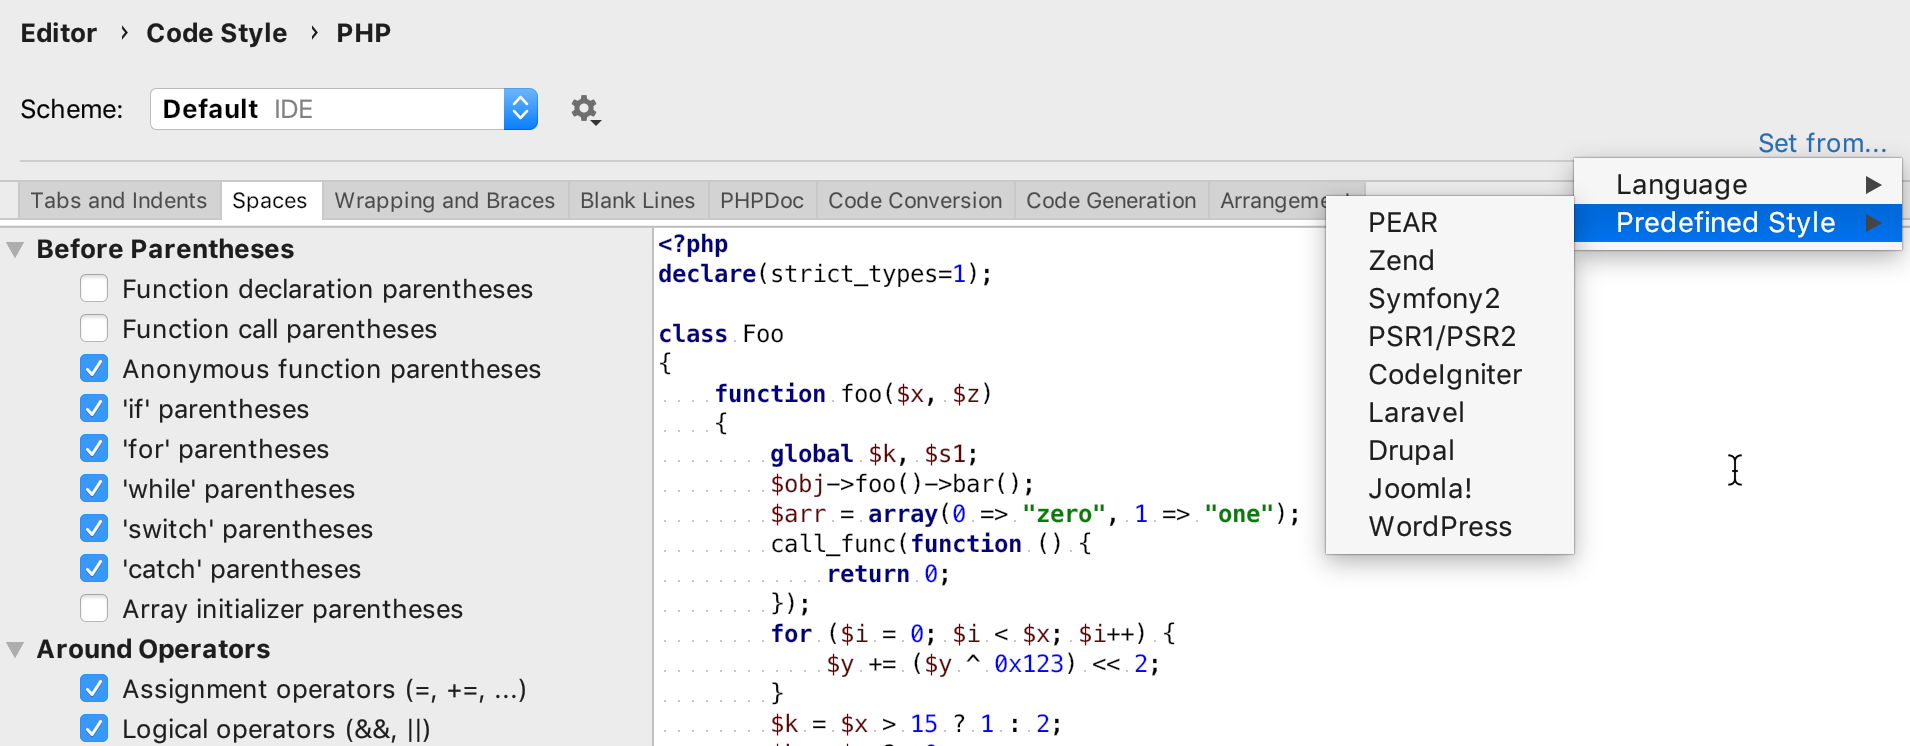 Editor › Code Style › PHP
Scheme: Default IDE
Set from...
Language
Predefined Style
PEAR
Zend
Symfony2
PSR1/PSR2
CodeIgniter
Laravel
Drupal
Joomla!
WordPress
Tabs and Indents Spaces Wrapping and Braces Blank Lines PHPDoc Code Conversion Code Generation
Before Parentheses
Function declaration parentheses
Function call parentheses
Anonymous function parentheses
'if' parentheses
'for' parentheses
'while' parentheses
'switch' parentheses
'catch' parentheses
Array initializer parentheses
Around Operators
Assignment operators (=, +=, ...)
Logical operators (&&, ||)
<?php
declare(strict_types=1);
class Foo
{
function foo($x, $z)
{
global $k, $s1;
$obj->foo()->bar();
$arr = array(0 => "zero", 1 => "one");
call_func(function () {
return 0;
});
for ($i = 0; $i < $x; $i++) {
$y += ($y ^ 0x123) << 2;
}
$k = $x > 15 ? 1 : 2;